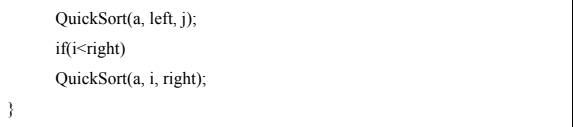 QuickSort(a, left, j);
if(i<right)
QuickSort(a, i, right);
}